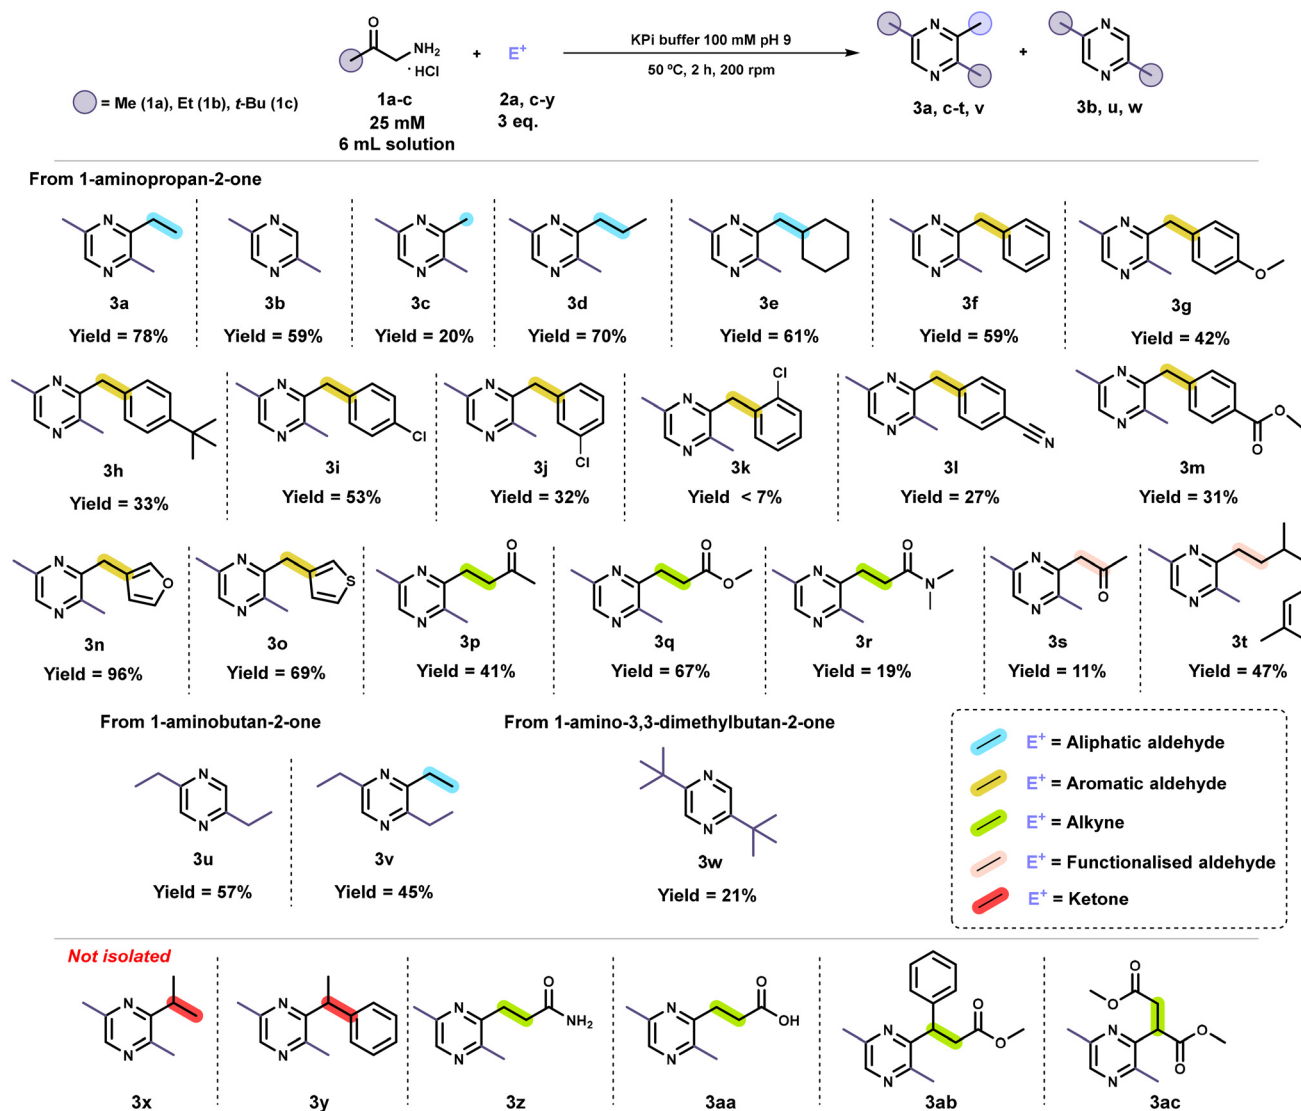 O
NH2
· HCl
+
E+
KPi buffer 100 mM pH 9
50 ºC, 2 h, 200 rpm
N
N
+
N
N
= Me (1a), Et (1b), t-Bu (1c)
1a-c
25 mM
6 mL solution
2a, c-y
3 eq.
3a, c-t, v
3b, u, w
From 1-aminopropan-2-one
N
N
N
N
N
N
N
N
N
N
N
N
N
N
O
3a
3b
3c
3d
3e
3f
3g
Yield = 78%
Yield = 59%
Yield = 20%
Yield = 70%
Yield = 61%
Yield = 59%
Yield = 42%
N
N
N
N
Cl
N
N
Cl
N
N
Cl
N
N
N
N
N
O
O
3h
3i
3j
3k
3l
3m
Yield = 33%
Yield = 53%
Yield = 32%
Yield < 7%
Yield = 27%
Yield = 31%
N
N
O
N
N
S
N
N
O
N
N
O
O
N
N
O
N
N
N
O
N
N
3n
3o
3p
3q
3r
3s
3t
Yield = 96%
Yield = 69%
Yield = 41%
Yield = 67%
Yield = 19%
Yield = 11%
Yield = 47%
From 1-aminobutan-2-one
From 1-amino-3,3-dimethylbutan-2-one
N
N
N
N
N
N
3u
3v
3w
Yield = 57%
Yield = 45%
Yield = 21%
E+ = Aliphatic aldehyde
E+ = Aromatic aldehyde
E+ = Alkyne
E+ = Functionalised aldehyde
E+ = Ketone
Not isolated
N
N
N
N
N
N
O
NH2
N
N
O
OH
N
N
O
O
N
N
O
O
O
O
3x
3y
3z
3aa
3ab
3ac